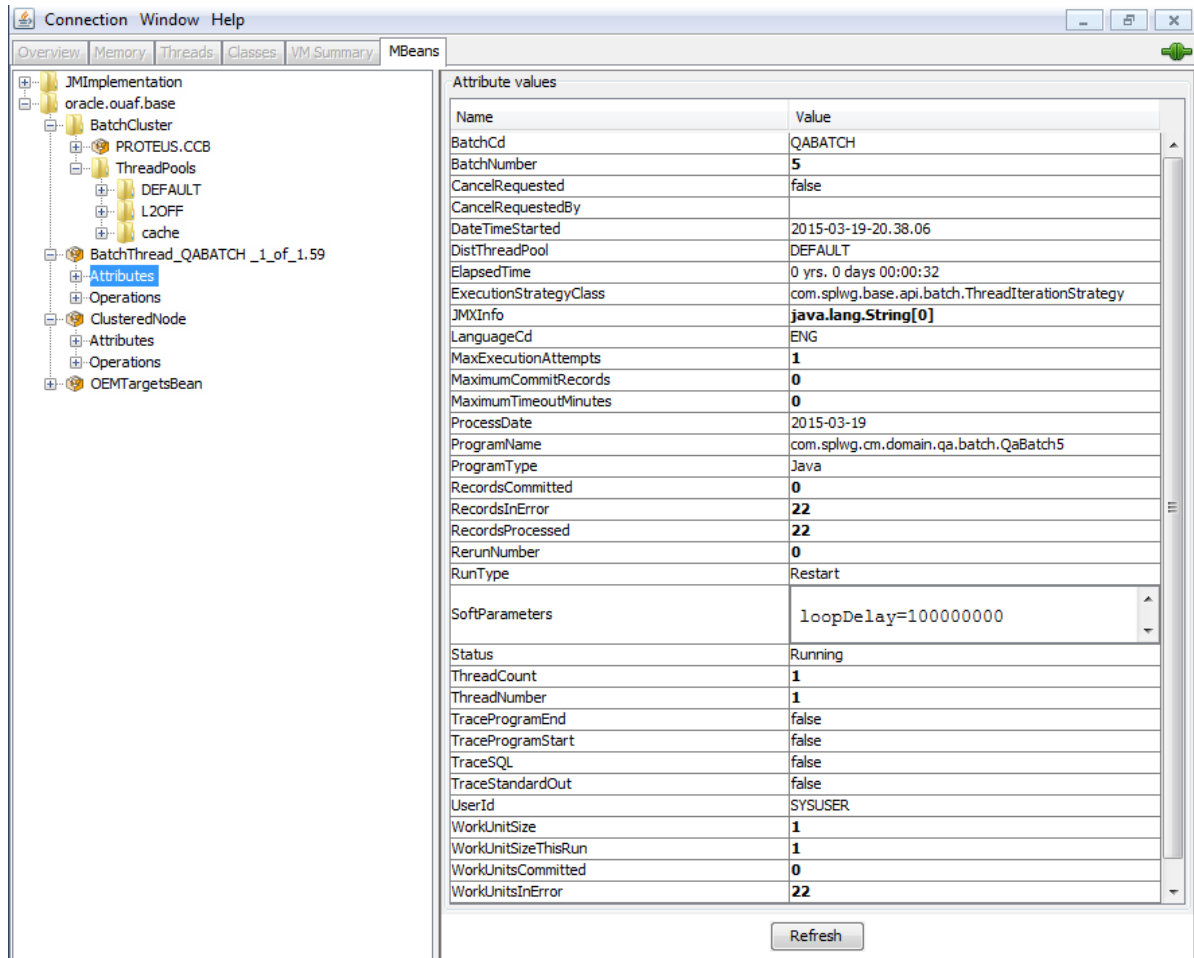 Connection Window Help
Overview Memory Threads Classes VM Summary MBeans
JMImplementation
oracle.ouaf.base
BatchCluster
PROTEUS.CCB
ThreadPools
DEFAULT
L2OFF
cache
BatchThread_QABATCH _1_of_1.59
Attributes
Operations
ClusteredNode
Attributes
Operations
OEMTargetsBean
Attribute values
Name Value
BatchCd QABATCH
BatchNumber 5
CancelRequested false
CancelRequestedBy
DateTimeStarted 2015-03-19-20.38.06
DistThreadPool DEFAULT
ElapsedTime 0 yrs. 0 days 00:00:32
ExecutionStrategyClass com.splwg.base.api.batch.ThreadIterationStrategy
JMXInfo java.lang.String[0]
LanguageCd ENG
MaxExecutionAttempts 1
MaximumCommitRecords 0
MaximumTimeoutMinutes 0
ProcessDate 2015-03-19
ProgramName com.splwg.cm.domain.qa.batch.QaBatch5
ProgramType Java
RecordsCommitted 0
RecordsInError 22
RecordsProcessed 22
RerunNumber 0
RunType Restart
SoftParameters loopDelay=100000000
Status Running
ThreadCount 1
ThreadNumber 1
TraceProgramEnd false
TraceProgramStart false
TraceSQL false
TraceStandardOut false
UserId SYSUSER
WorkUnitSize 1
WorkUnitSizeThisRun 1
WorkUnitsCommitted 0
WorkUnitsInError 22
Refresh